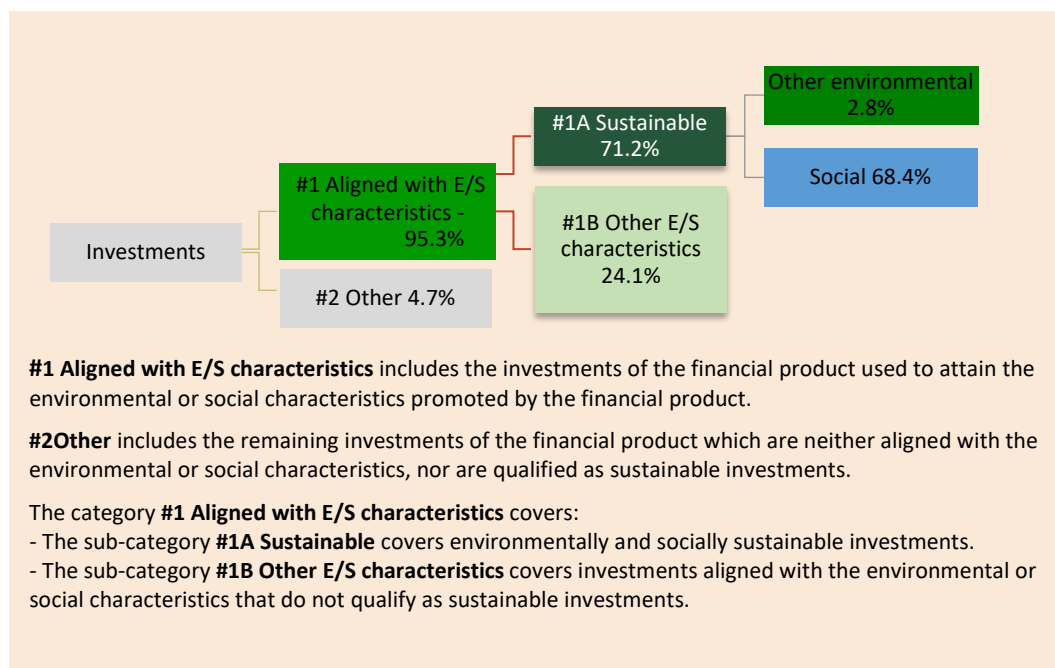 Investments
#1 Aligned with E/S
characteristics -
95.3%
#2 Other 4.7%
#1A Sustainable
71.2%
#1B Other E/S
characteristics
24.1%
Other environmental
2.8%
Social 68.4%
#1 Aligned with E/S characteristics includes the investments of the financial product used to attain the
environmental or social characteristics promoted by the financial product.
#2Other includes the remaining investments of the financial product which are neither aligned with the
environmental or social characteristics, nor are qualified as sustainable investments.
The category #1 Aligned with E/S characteristics covers:
- The sub-category #1A Sustainable covers environmentally and socially sustainable investments.
- The sub-category #1B Other E/S characteristics covers investments aligned with the environmental or
social characteristics that do not qualify as sustainable investments.